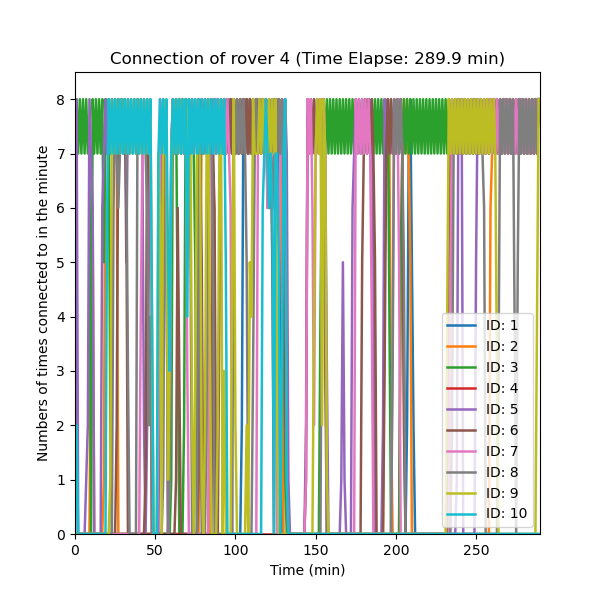 Connection of rover 4 (Time Elapse: 289.9 min)
Numbers of times connected to in the minute
8
7
6
5
4
3
2
1
0
ID: 1
ID: 2
ID: 3
ID: 4
ID: 5
ID: 6
ID: 7
ID: 8
ID: 9
ID: 10
0 50 100 150 200 250
Time (min)